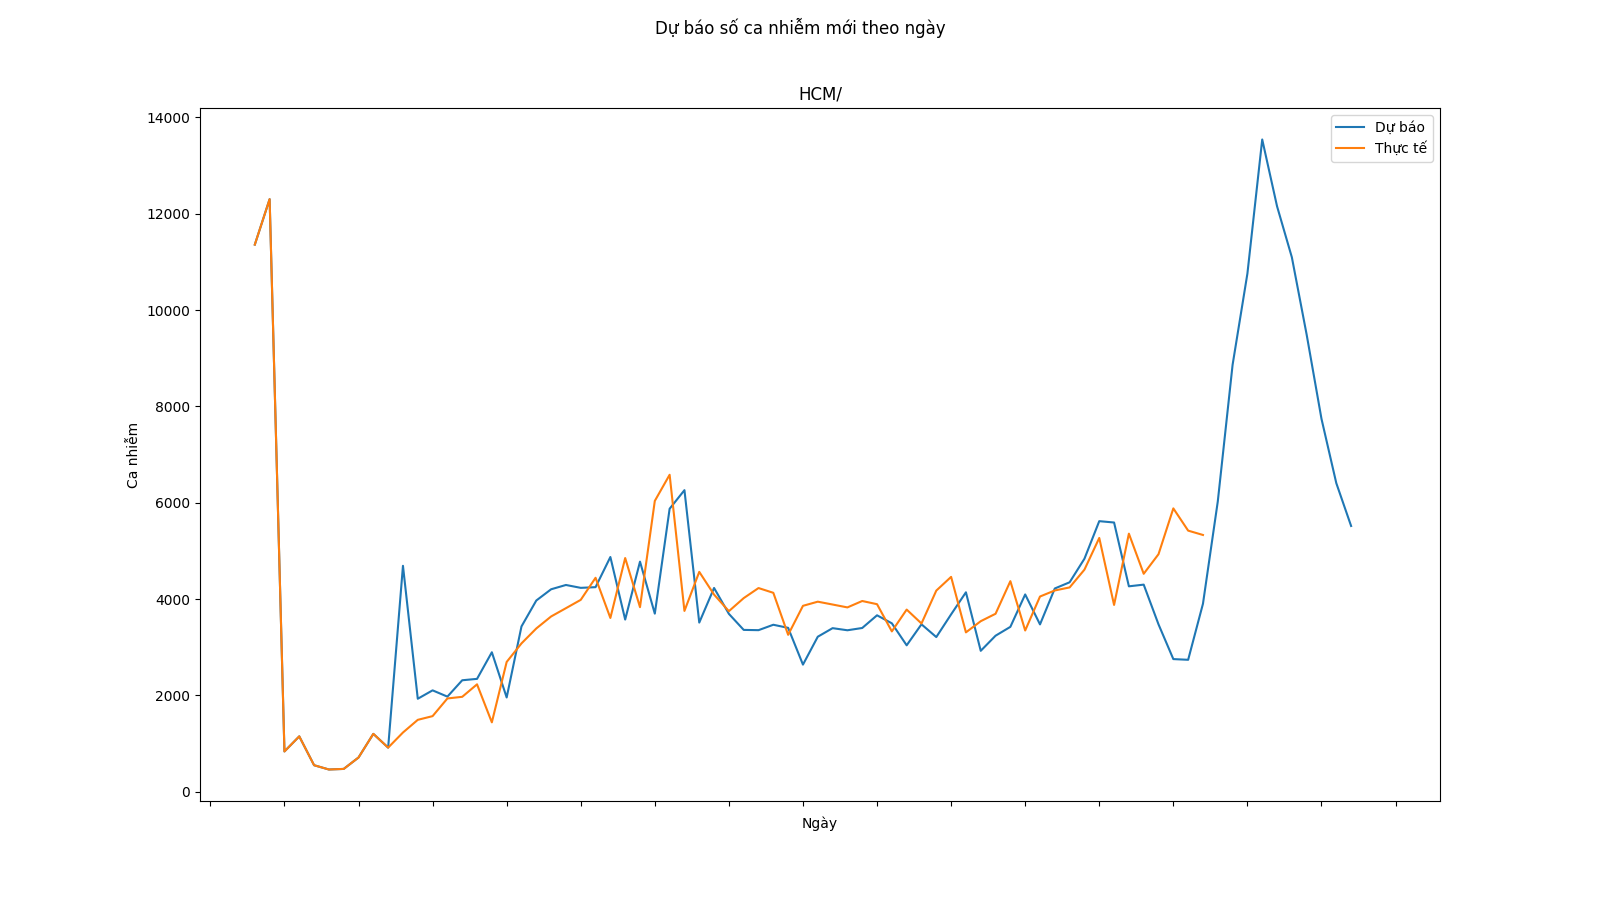 Dự báo số ca nhiễm mới theo ngày
HCM/
Dự báo
Thực tế
14000
12000
10000
8000
6000
4000
2000
0
Ca nhiễm
Ngày